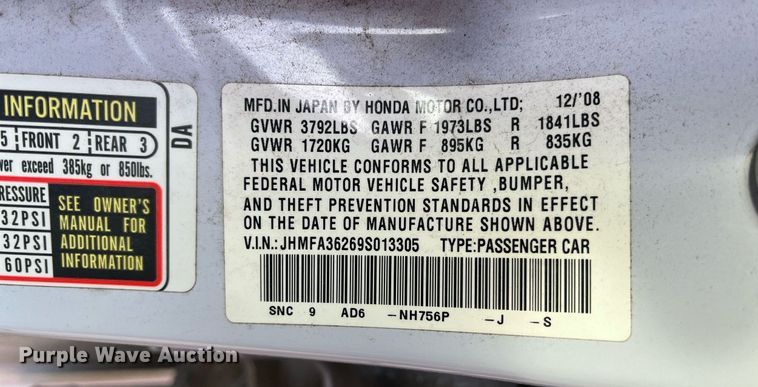 INFORMATION
5 FRONT 2 REAR 3
ver exceed 385kg or 850lbs.
RESSURE
32PSI
32PSI
60PSI
SEE OWNER'S
MANUAL FOR
ADDITIONAL
INFORMATION
DA
MFD.IN JAPAN BY HONDA MOTOR CO.,LTD; 12/'08
GVWR 3792LBS GAWR F 1973LBS R 1841LBS
GVWR 1720KG GAWR F 895KG R 835KG
THIS VEHICLE CONFORMS TO ALL APPLICABLE
FEDERAL MOTOR VEHICLE SAFETY ,BUMPER,
AND THEFT PREVENTION STANDARDS IN EFFECT
ON THE DATE OF MANUFACTURE SHOWN ABOVE.
V.I.N.: JHMFA36269S013305 TYPE:PASSENGER CAR
SNC 9 AD6 -NH756P -J -S
Purple Wave Auction